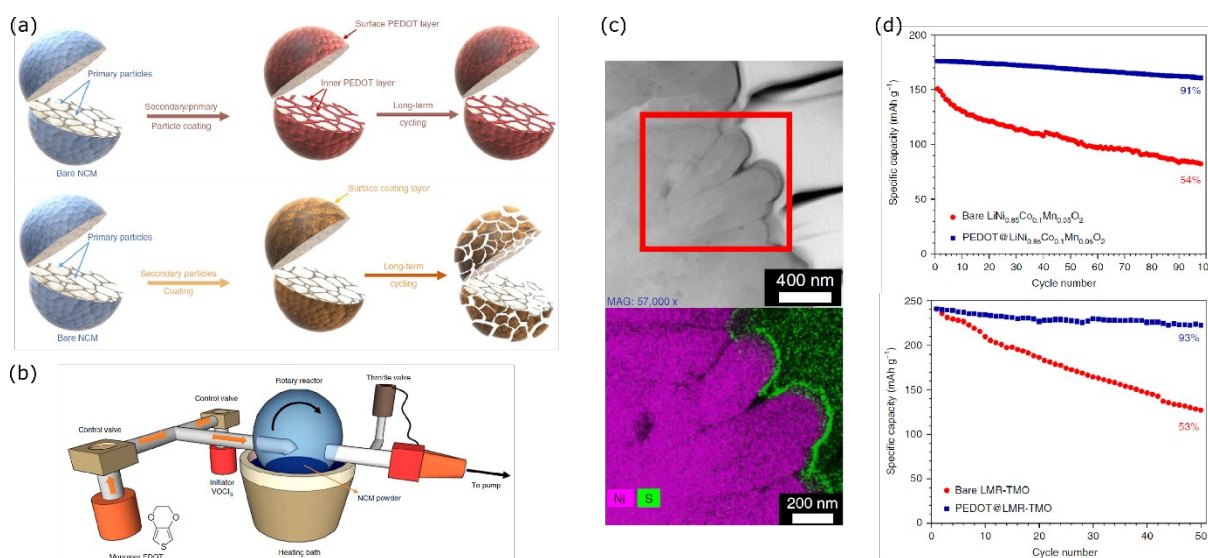 (a)
Surface PEDOT layer
Primary particles
Inner PEDOT layer
Secondary/primary
Particle coating
Long-term
cycling
Bare NCM
Surface coating layer
Primary particles
Secondary particles
Coating
Long-term
cycling
Bare NCM
(b)
Rotary reactor
Throttle valve
Control valve
Control valve
Initiator
VOCl₃
NCM powder
To pump
O
O
S
Monomer EDOT
Heating bath
(c)
400 nm
MAG: 57,000 x
Ni
S
200 nm
(d)
Specific capacity (mAh g⁻¹)
200
150
100
50
0
91%
54%
Bare LiNi₀.₈₅Co₀.₁Mn₀.₀₅O₂
PEDOT@LiNi₀.₈₅Co₀.₁Mn₀.₀₅O₂
0 10 20 30 40 50 60 70 80 90 100
Cycle number
Specific capacity (mAh g⁻¹)
250
200
150
100
50
0
93%
53%
Bare LMR-TMO
PEDOT@LMR-TMO
0 10 20 30 40 50
Cycle number